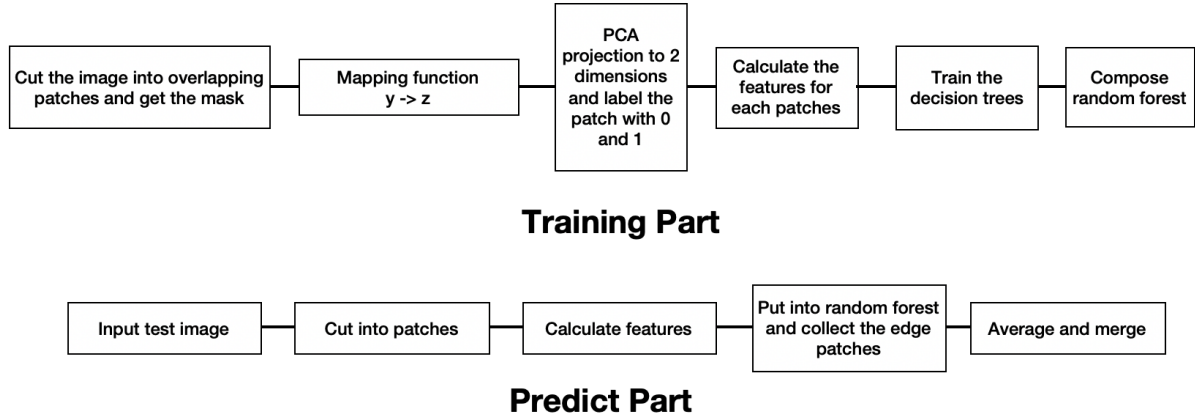 Cut the image into overlapping
patches and get the mask
Mapping function
y -> z
PCA
projection to 2
dimensions
and label the
patch with 0
and 1
Calculate the
features for
each patches
Train the
decision trees
Compose
random forest
Training Part
Input test image
Cut into patches
Calculate features
Put into random forest
and collect the edge
patches
Average and merge
Predict Part